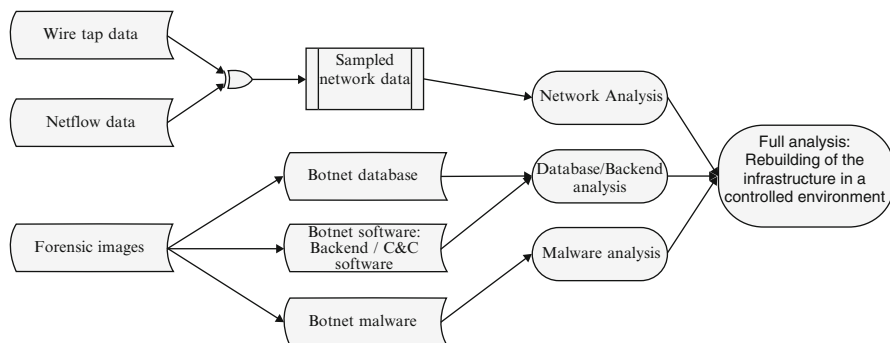 Wire tap data
Netflow data
Sampled
network data
Network Analysis
Full analysis:
Rebuilding of the
infrastructure in a
controlled environment
Botnet database
Database/Backend
analysis
Forensic images
Botnet software:
Backend / C&C
software
Malware analysis
Botnet malware